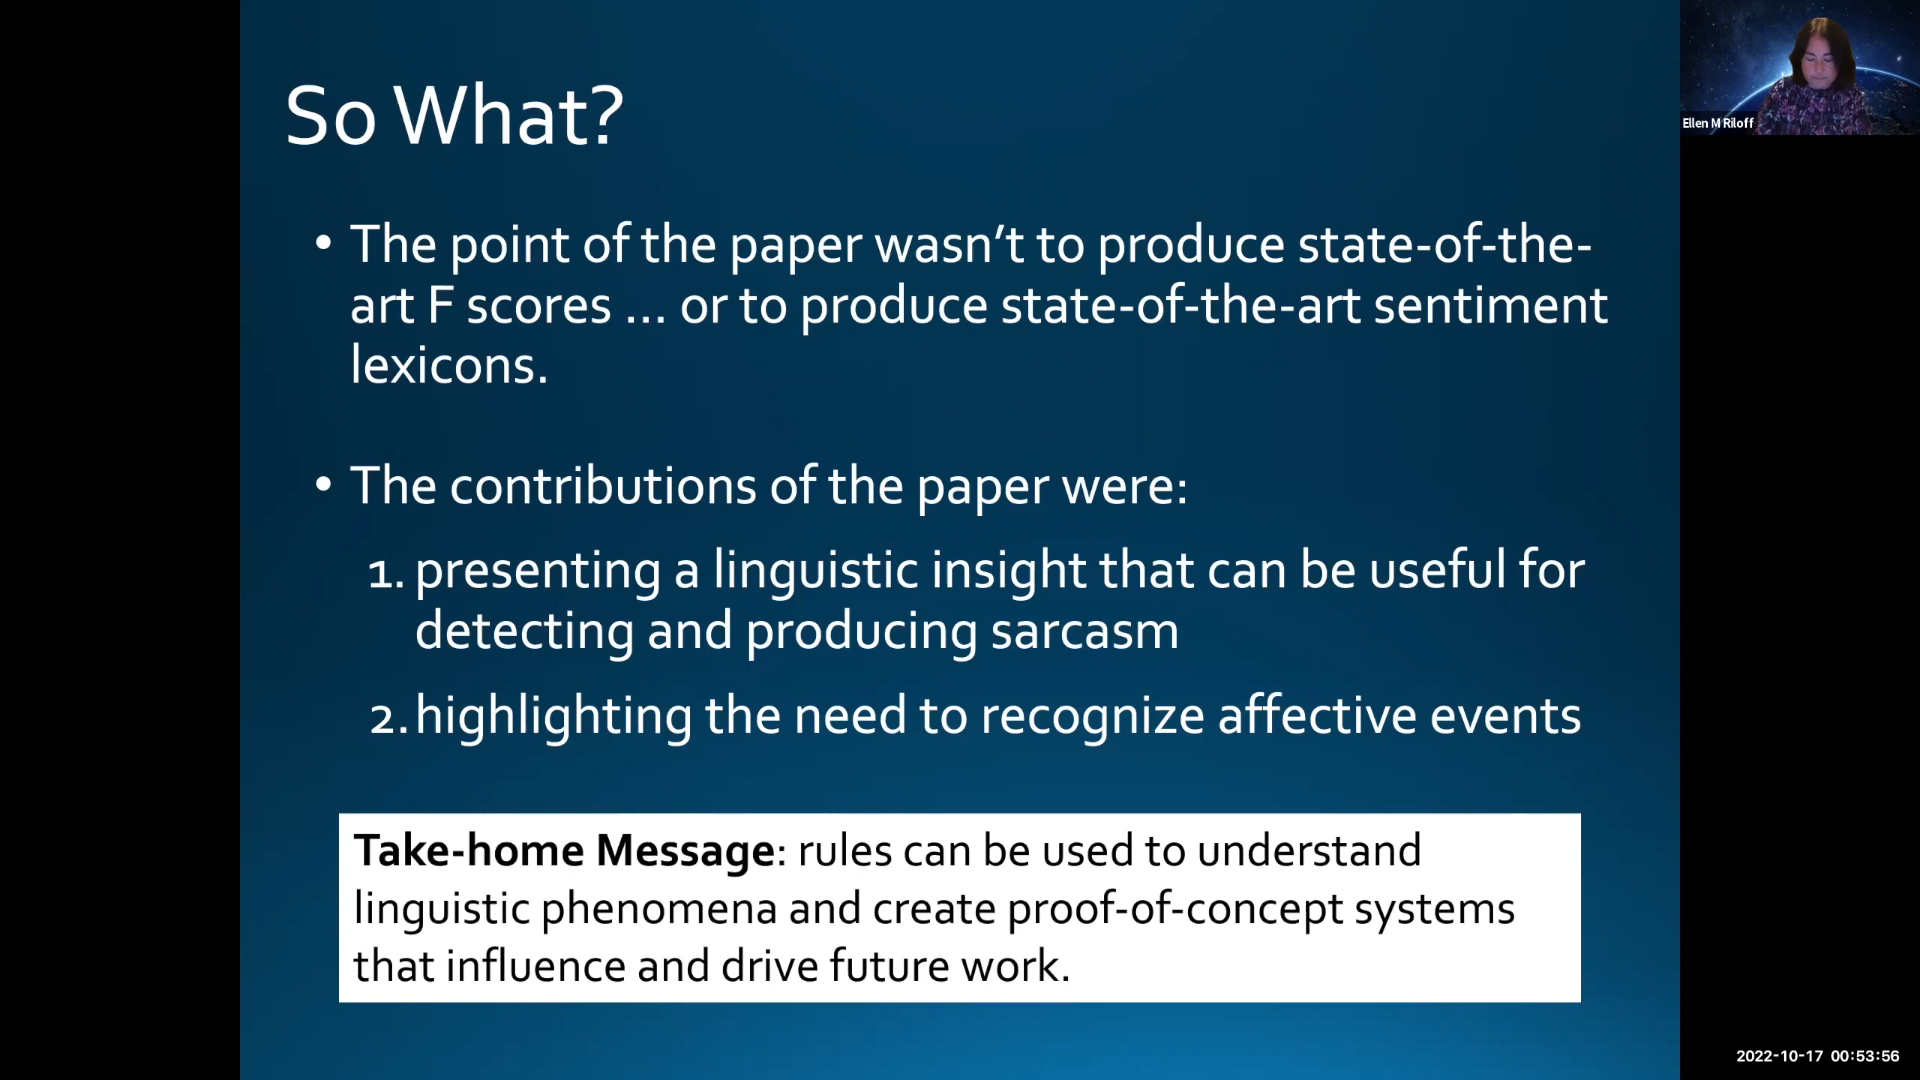 So What?
• The point of the paper wasn’t to produce state-of-the-
art F scores … or to produce state-of-the-art sentiment
lexicons.
• The contributions of the paper were:
1. presenting a linguistic insight that can be useful for
detecting and producing sarcasm
2. highlighting the need to recognize affective events
Take-home Message: rules can be used to understand
linguistic phenomena and create proof-of-concept systems
that influence and drive future work.
Ellen M Riloff
2022-10-17 00:53:56